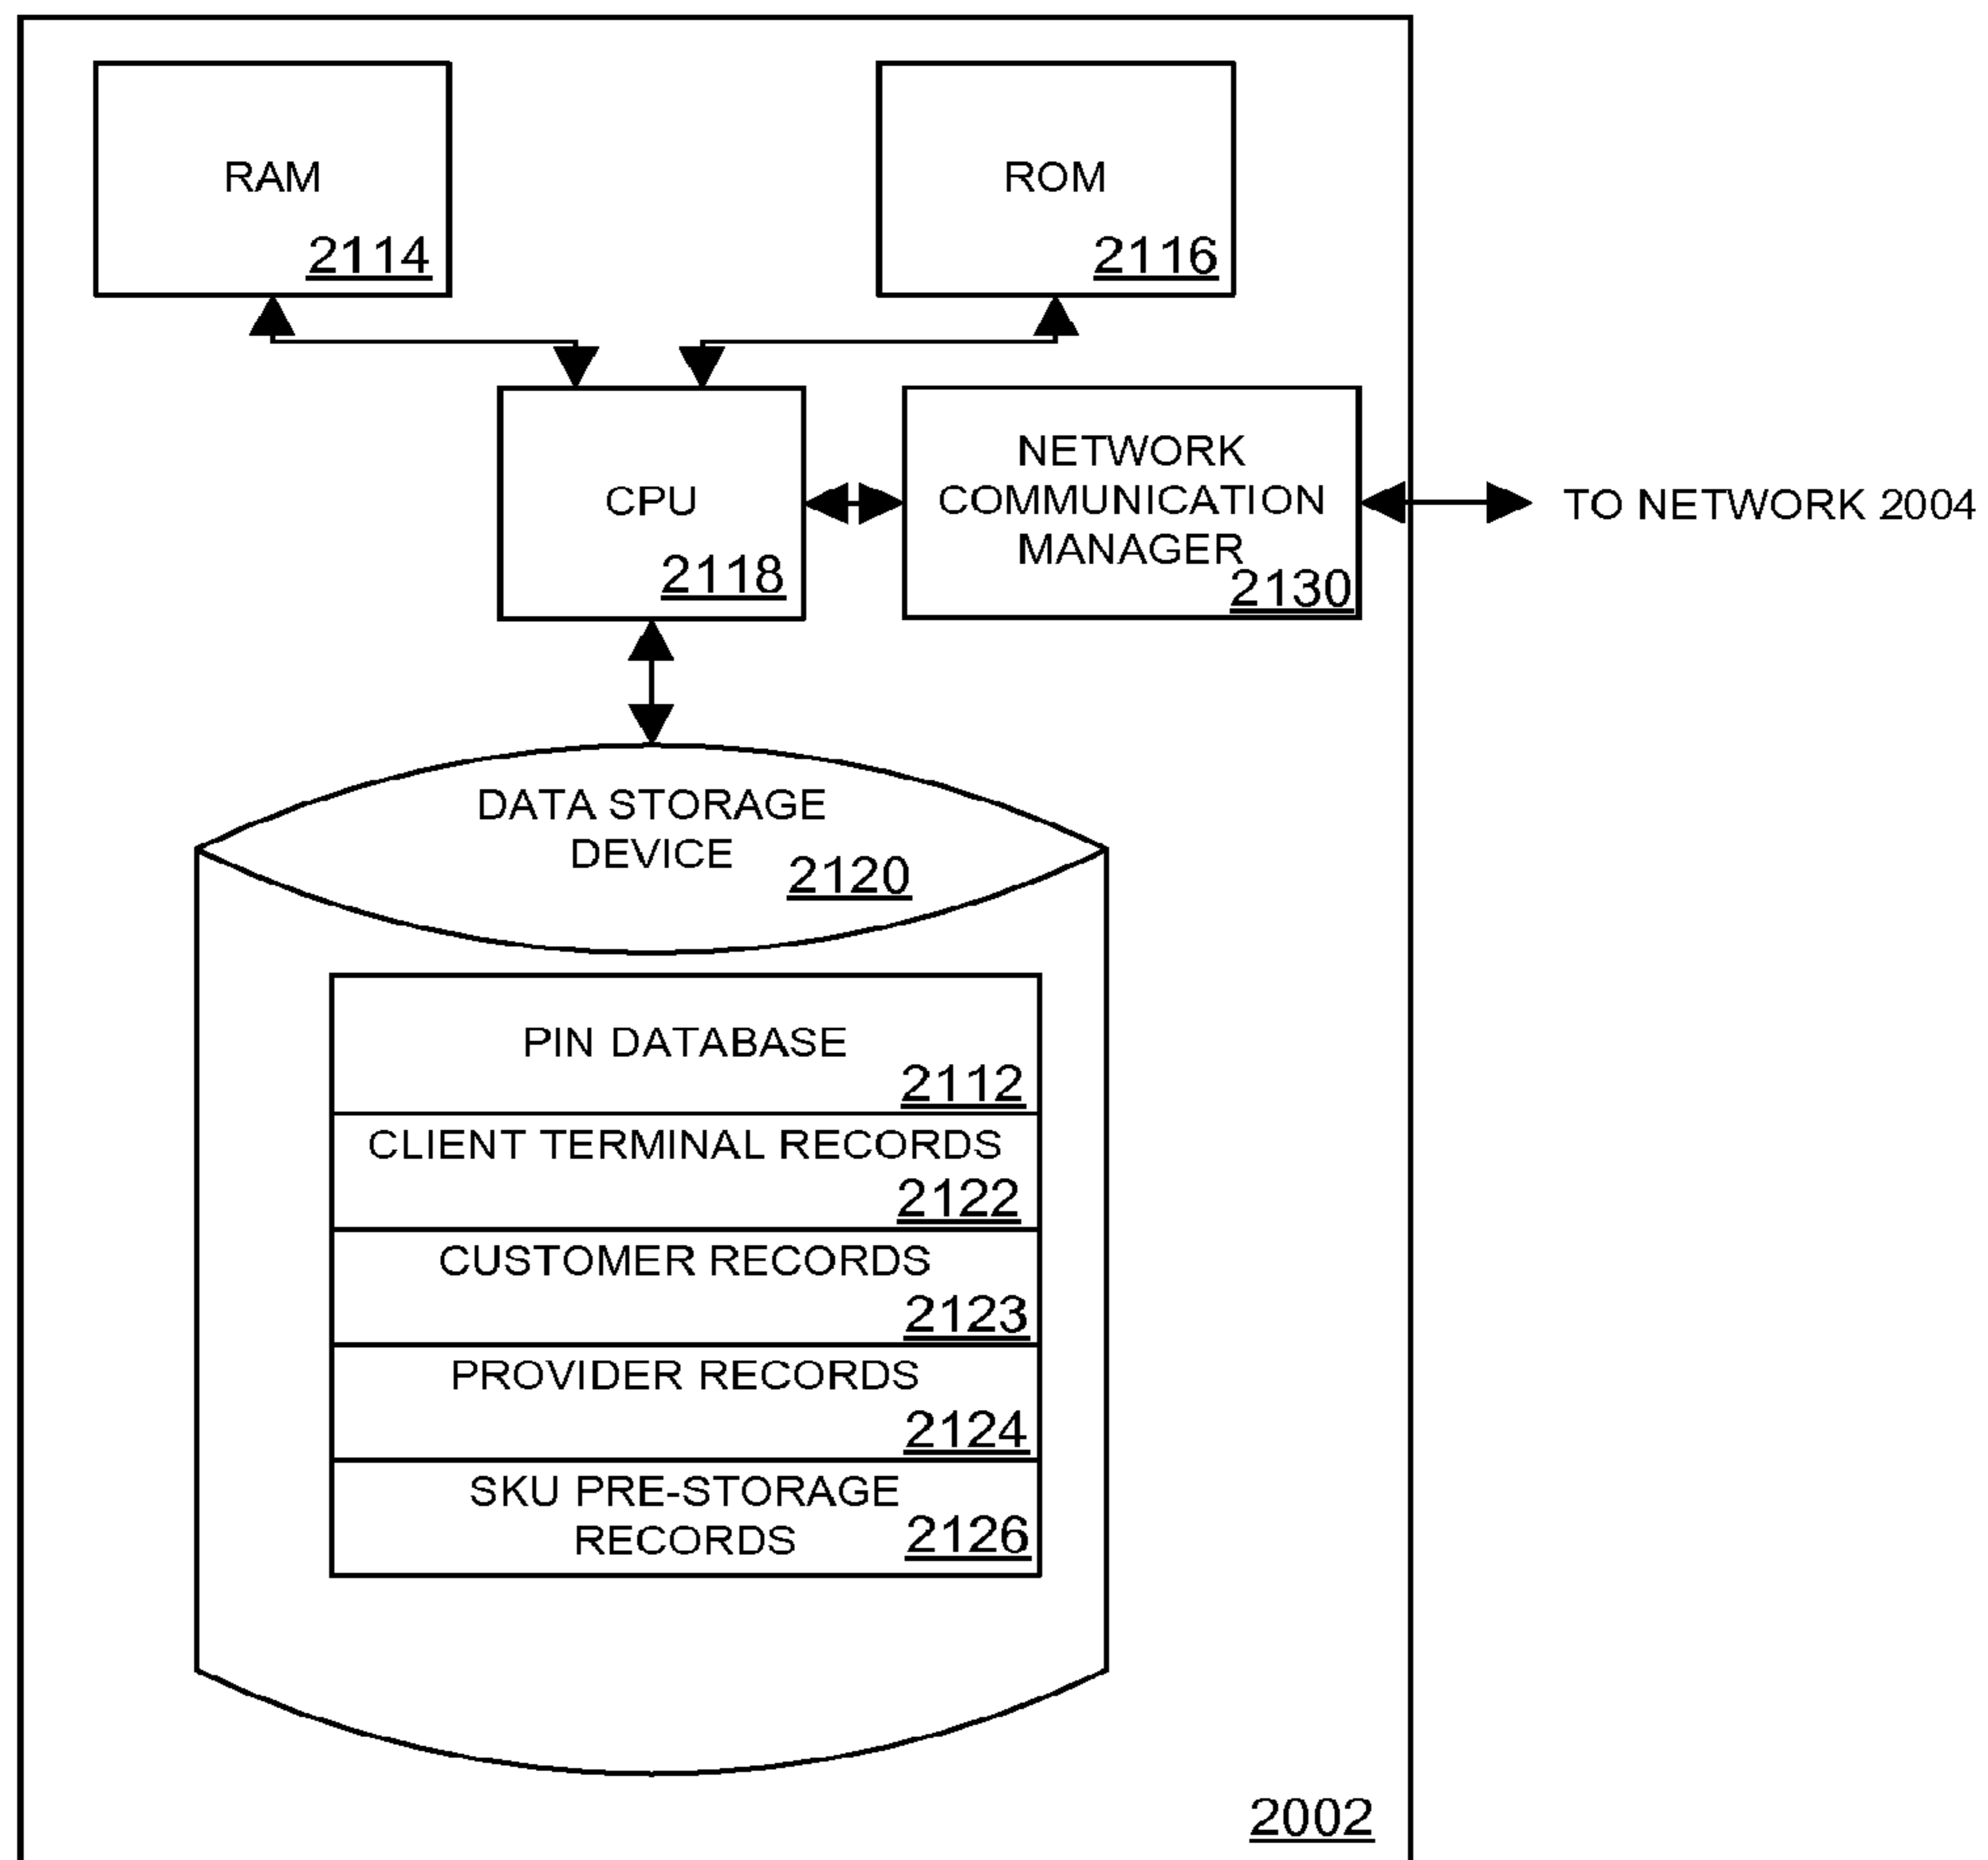 RAM
2114
ROM
2116
CPU
2118
NETWORK
COMMUNICATION
MANAGER
2130
TO NETWORK 2004
DATA STORAGE
DEVICE
2120
PIN DATABASE
2112
CLIENT TERMINAL RECORDS
2122
CUSTOMER RECORDS
2123
PROVIDER RECORDS
2124
SKU PRE-STORAGE
RECORDS
2126
2002